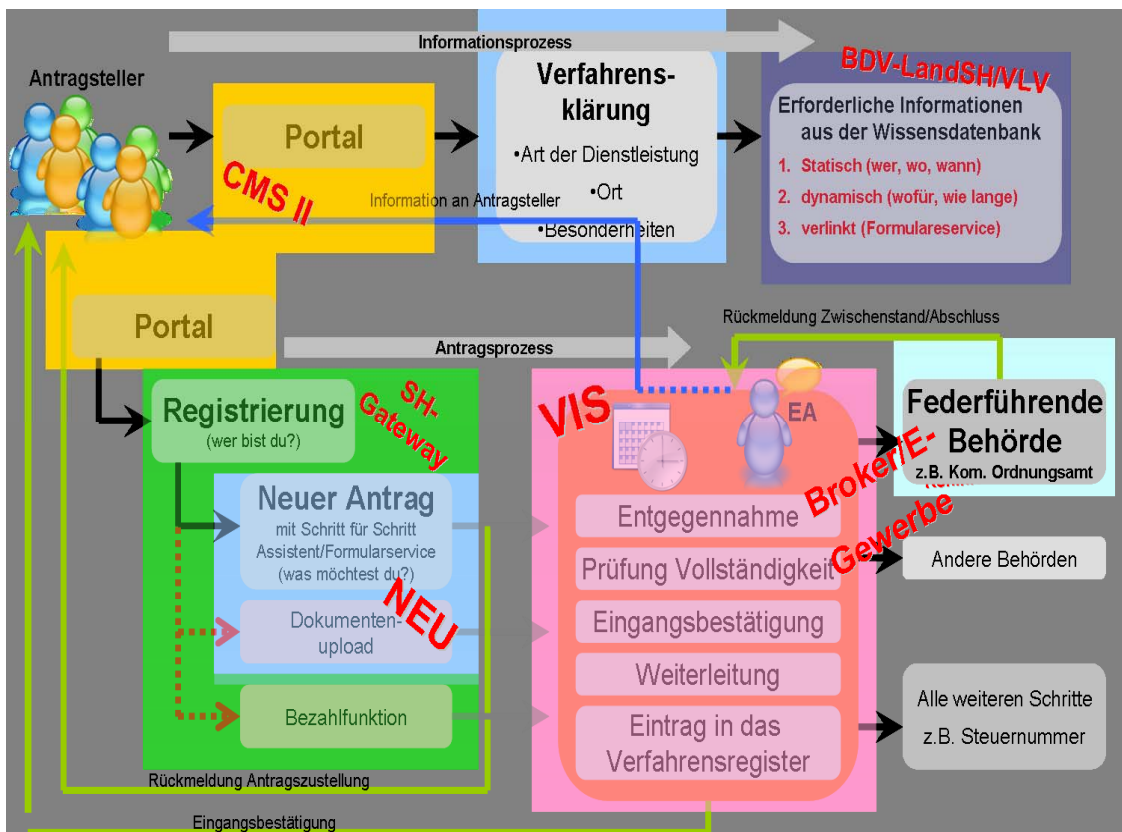 Informationsprozess
Antragsteller
Portal
CMS II
Verfahrens-
klärung
•Art der Dienstleistung
•Ort
•Besonderheiten
BDV-LandSH/VLV
Erforderliche Informationen
aus der Wissensdatenbank
1. Statisch (wer, wo, wann)
2. dynamisch (wofür, wie lange)
3. verlinkt (Formulareservice)
Information an Antragsteller
Portal
Antragsprozess
Rückmeldung Zwischenstand/Abschluss
Registrierung
(wer bist du?)
SH-
Gateway
Neuer Antrag
mit Schritt für Schritt
Assistent/Formularservice
(was möchtest du?)
NEU
Dokumenten-
upload
Bezahlfunktion
VIS
EA
Entgegennahme
Prüfung Vollständigkeit
Eingangsbestätigung
Weiterleitung
Eintrag in das
Verfahrensregister
Broker/E-
Gewerbe
Federführende
Behörde
z.B. Kom. Ordnungsamt
Andere Behörden
Alle weiteren Schritte
z.B. Steuernummer
Rückmeldung Antragszustellung
Eingangsbestätigung